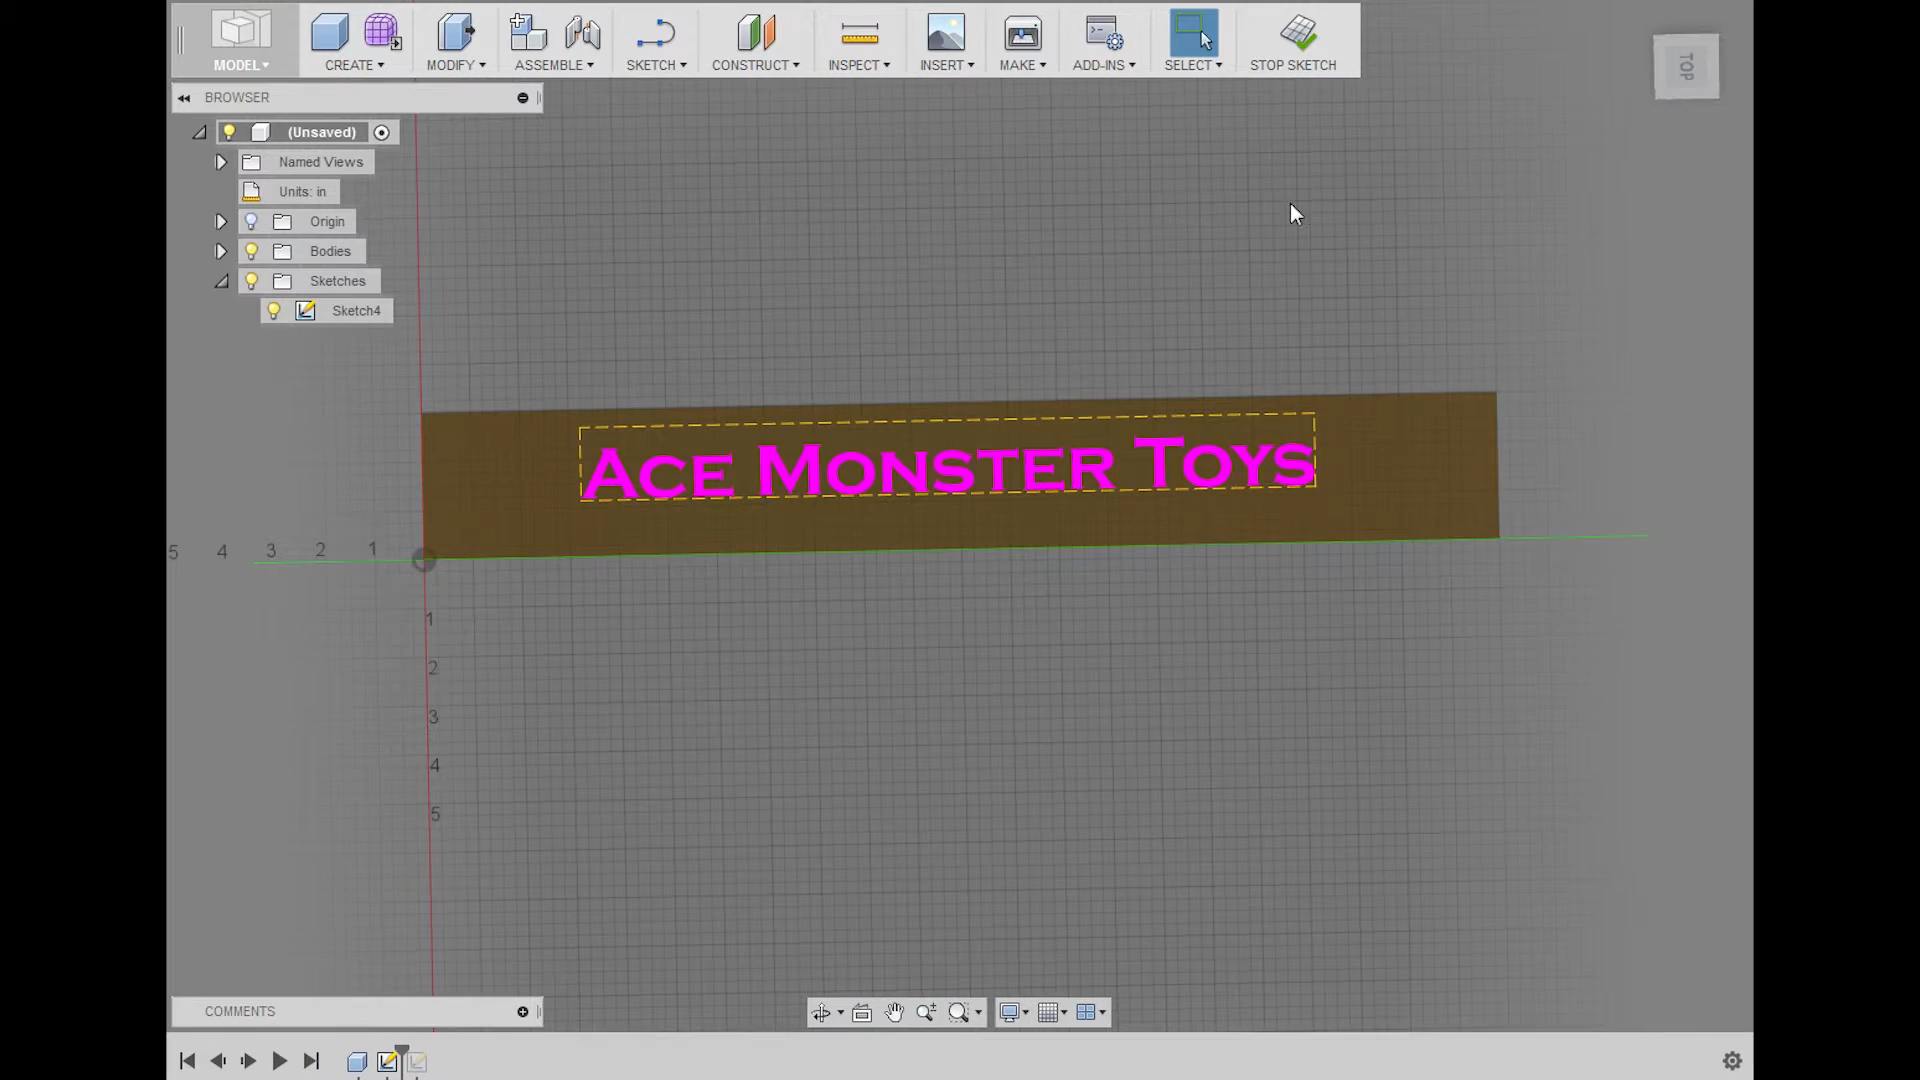 MODEL
CREATE
MODIFY
ASSEMBLE
SKETCH
CONSTRUCT
INSPECT
INSERT
MAKE
ADD-INS
SELECT
STOP SKETCH
TOP
BROWSER
(Unsaved)
Named Views
Units: in
Origin
Bodies
Sketches
Sketch4
ACE MONSTER TOYS
5 4 3 2 1
1
2
3
4
5
COMMENTS